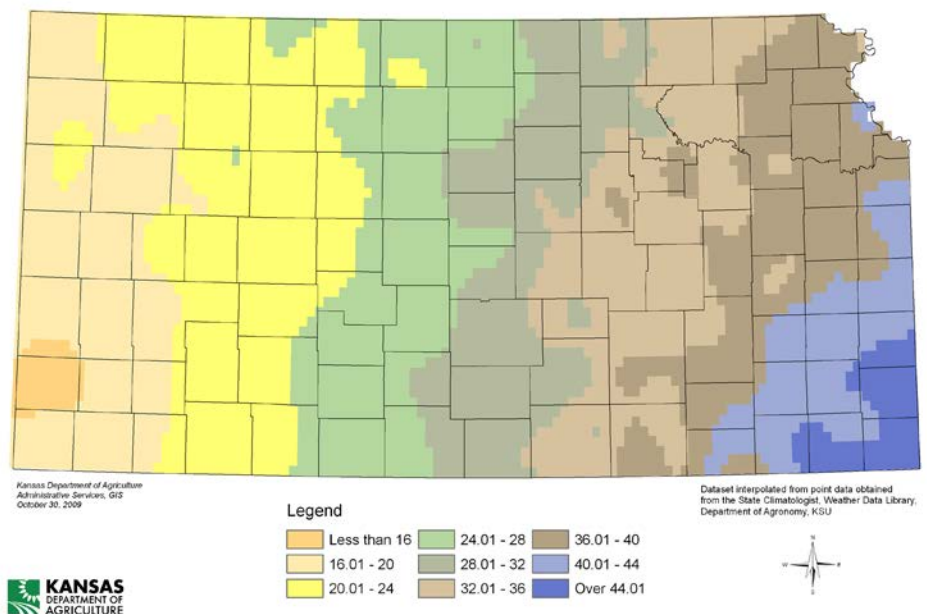 Kansas Department of Agriculture
Administrative Services, GIS
October 30, 2009
Dataset interpolated from point data obtained
from the State Climatologist, Weather Data Library,
Department of Agronomy, KSU
Legend
Less than 16
16.01 - 20
20.01 - 24
24.01 - 28
28.01 - 32
32.01 - 36
36.01 - 40
40.01 - 44
Over 44.01
N
W
E
S
KANSAS
DEPARTMENT OF
AGRICULTURE